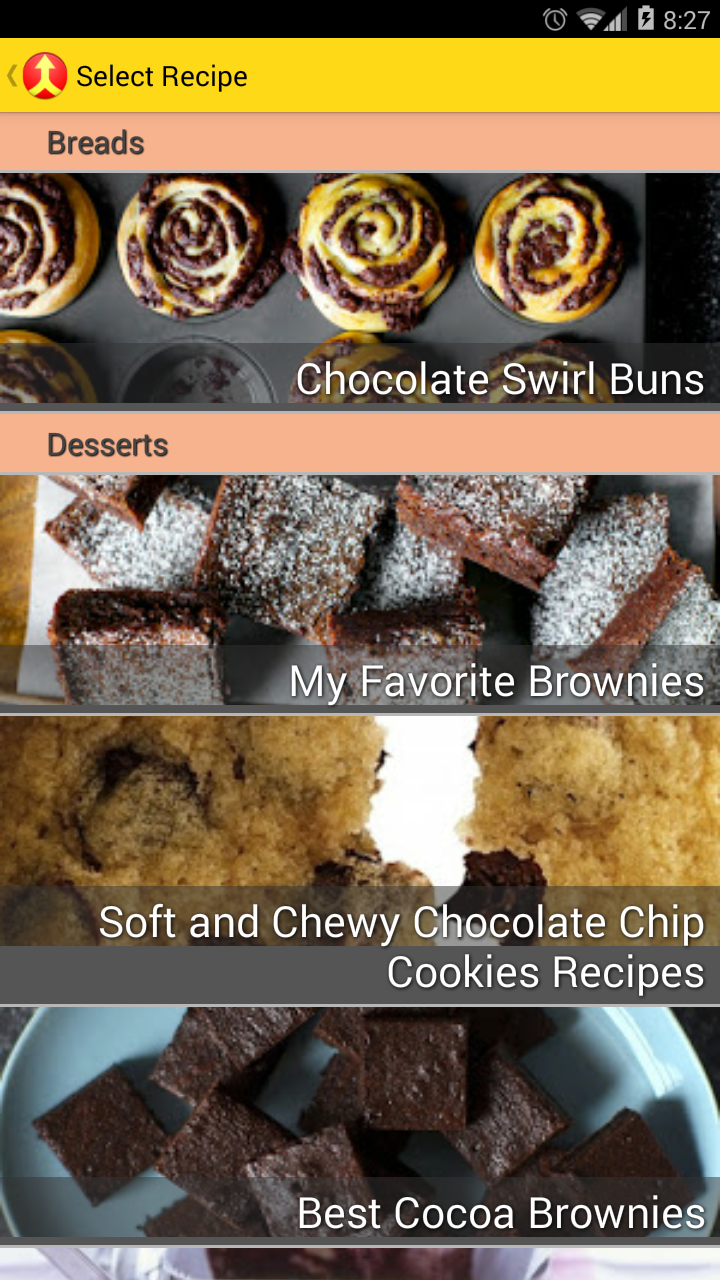 8:27
Select Recipe
Breads
Chocolate Swirl Buns
Desserts
My Favorite Brownies
Soft and Chewy Chocolate Chip
Cookies Recipes
Best Cocoa Brownies